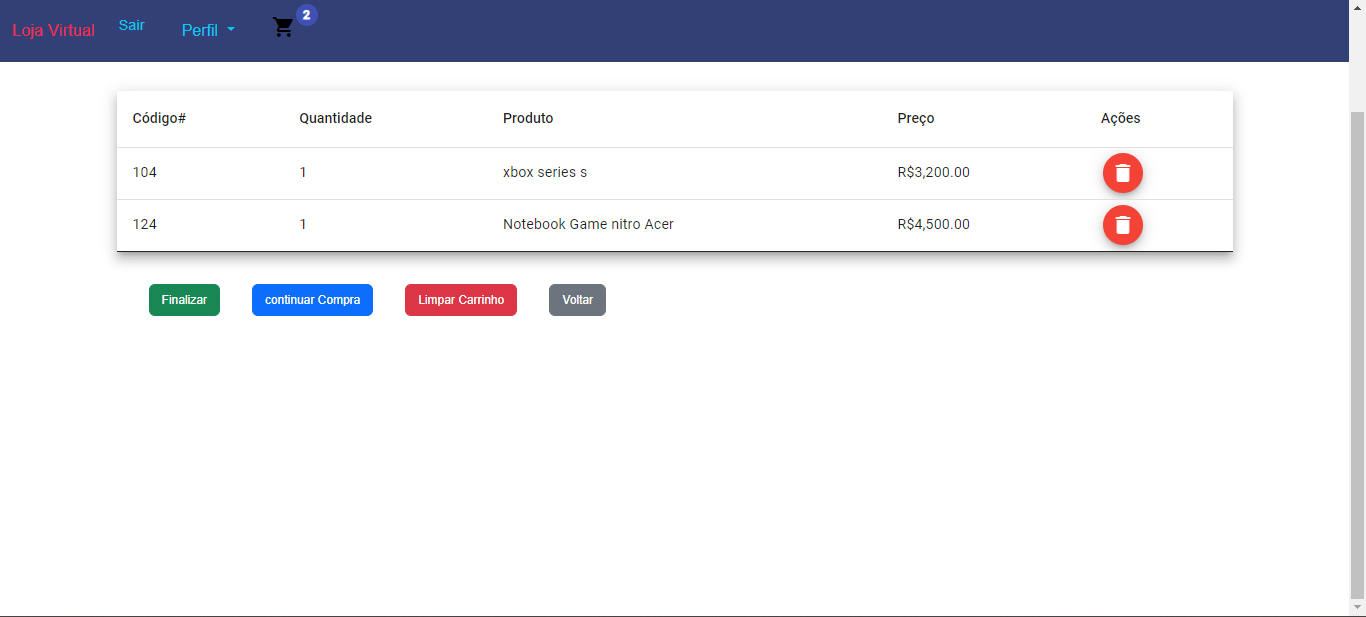 Loja Virtual Sair Perfil 2
Código# Quantidade Produto Preço Ações
104 1 xbox series s R$3,200.00
124 1 Notebook Game nitro Acer R$4,500.00
Finalizar continuar Compra Limpar Carrinho Voltar